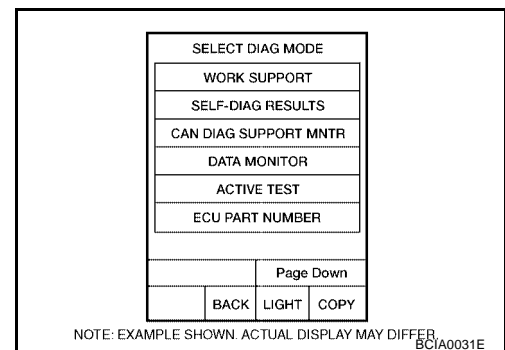 SELECT DIAG MODE
WORK SUPPORT
SELF-DIAG RESULTS
CAN DIAG SUPPORT MNTR
DATA MONITOR
ACTIVE TEST
ECU PART NUMBER
Page Down
BACK LIGHT COPY
NOTE: EXAMPLE SHOWN. ACTUAL DISPLAY MAY DIFFER.
BCIA0031E